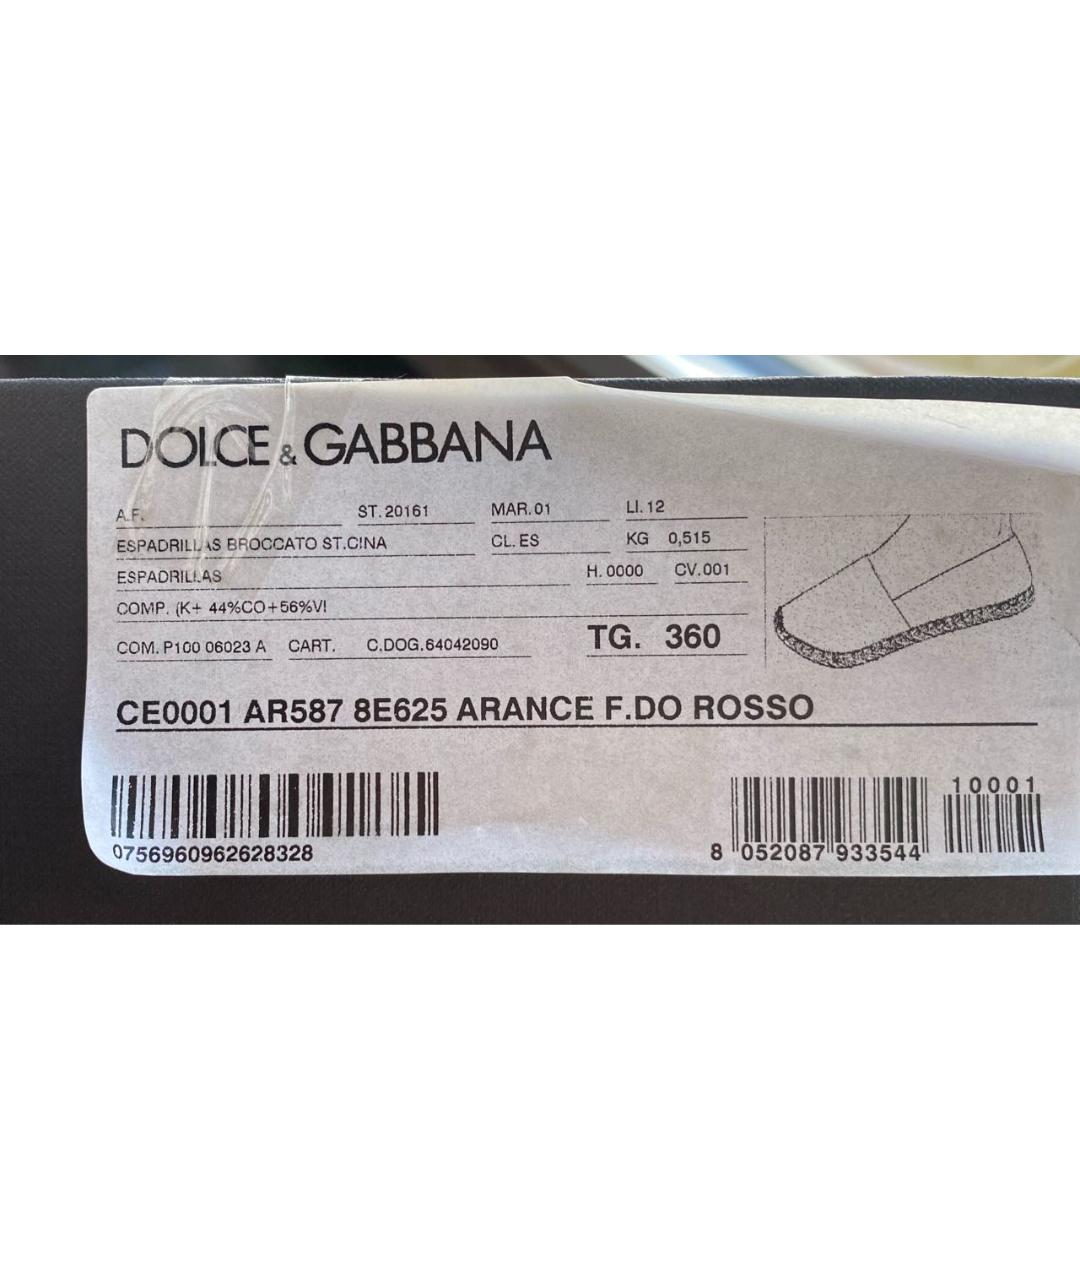 DOLCE & GABBANA
A.F. ST. 20161 MAR. 01 LI. 12
ESPADRILLAS BROCCATO ST.CINA CL. ES KG 0,515
ESPADRILLAS H. 0000 CV.001
COMP. (K+ 44%CO+56%VI
COM. P100 06023 A CART. C.DOG.64042090 TG. 360
CE0001 AR587 8E625 ARANCE F.DO ROSSO
10001
0756960962628328 8 052087 933544